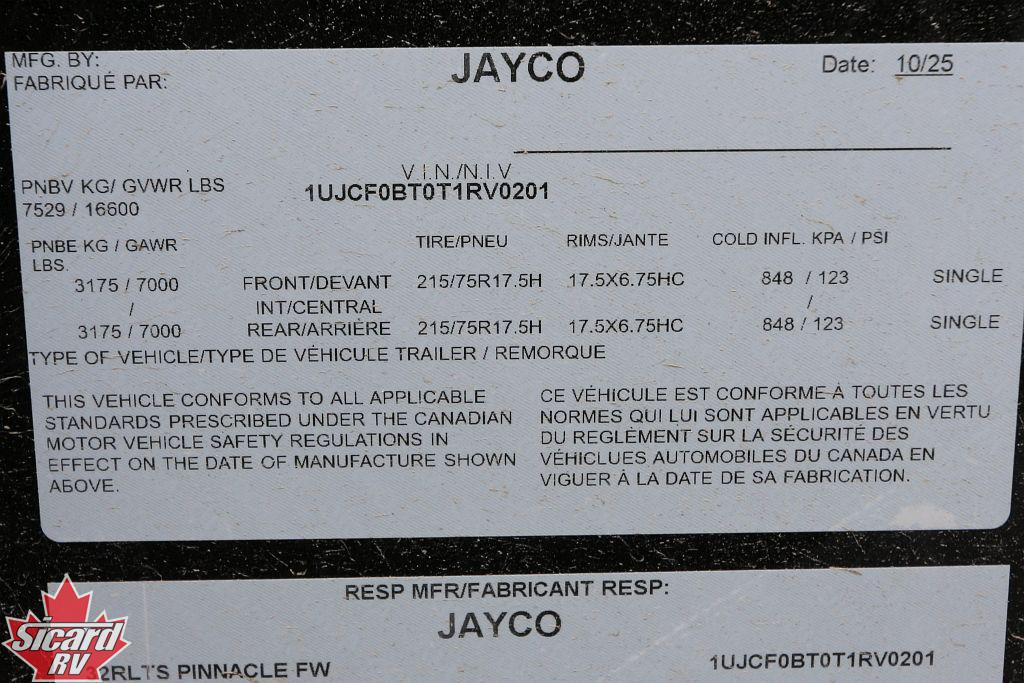 MFG. BY:
FABRIQUÉ PAR:
JAYCO
Date: 10/25
V.I.N./N.I.V
1UJCF0BT0T1RV0201
PNBV KG/ GVWR LBS
7529 / 16600
PNBE KG / GAWR LBS. TIRE/PNEU RIMS/JANTE COLD INFL. KPA / PSI
3175 / 7000 FRONT/DEVANT 215/75R17.5H 17.5X6.75HC 848 / 123 SINGLE
/ INT/CENTRAL /
3175 / 7000 REAR/ARRIÈRE 215/75R17.5H 17.5X6.75HC 848 / 123 SINGLE
TYPE OF VEHICLE/TYPE DE VÉHICULE TRAILER / REMORQUE
THIS VEHICLE CONFORMS TO ALL APPLICABLE
STANDARDS PRESCRIBED UNDER THE CANADIAN
MOTOR VEHICLE SAFETY REGULATIONS IN
EFFECT ON THE DATE OF MANUFACTURE SHOWN
ABOVE.
CE VÉHICULE EST CONFORME À TOUTES LES
NORMES QUI LUI SONT APPLICABLES EN VERTU
DU REGLÉMENT SUR LA SÉCURITÉ DES
VÉHICLUES AUTOMOBILES DU CANADA EN
VIGUER À LA DATE DE SA FABRICATION.
RESP MFR/FABRICANT RESP:
JAYCO
32RLTS PINNACLE FW 1UJCF0BT0T1RV0201
Sicard
RV